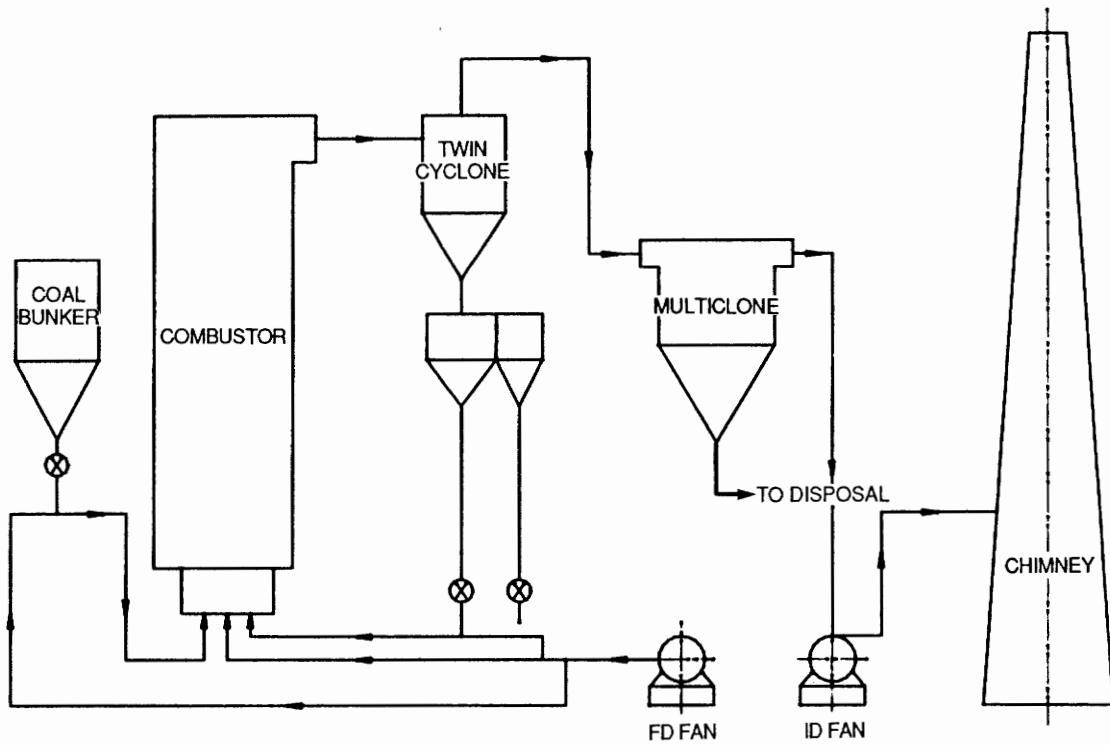 TWIN
CYCLONE
COAL
BUNKER
COMBUSTOR
MULTICLONE
TO DISPOSAL
CHIMNEY
FD FAN
ID FAN